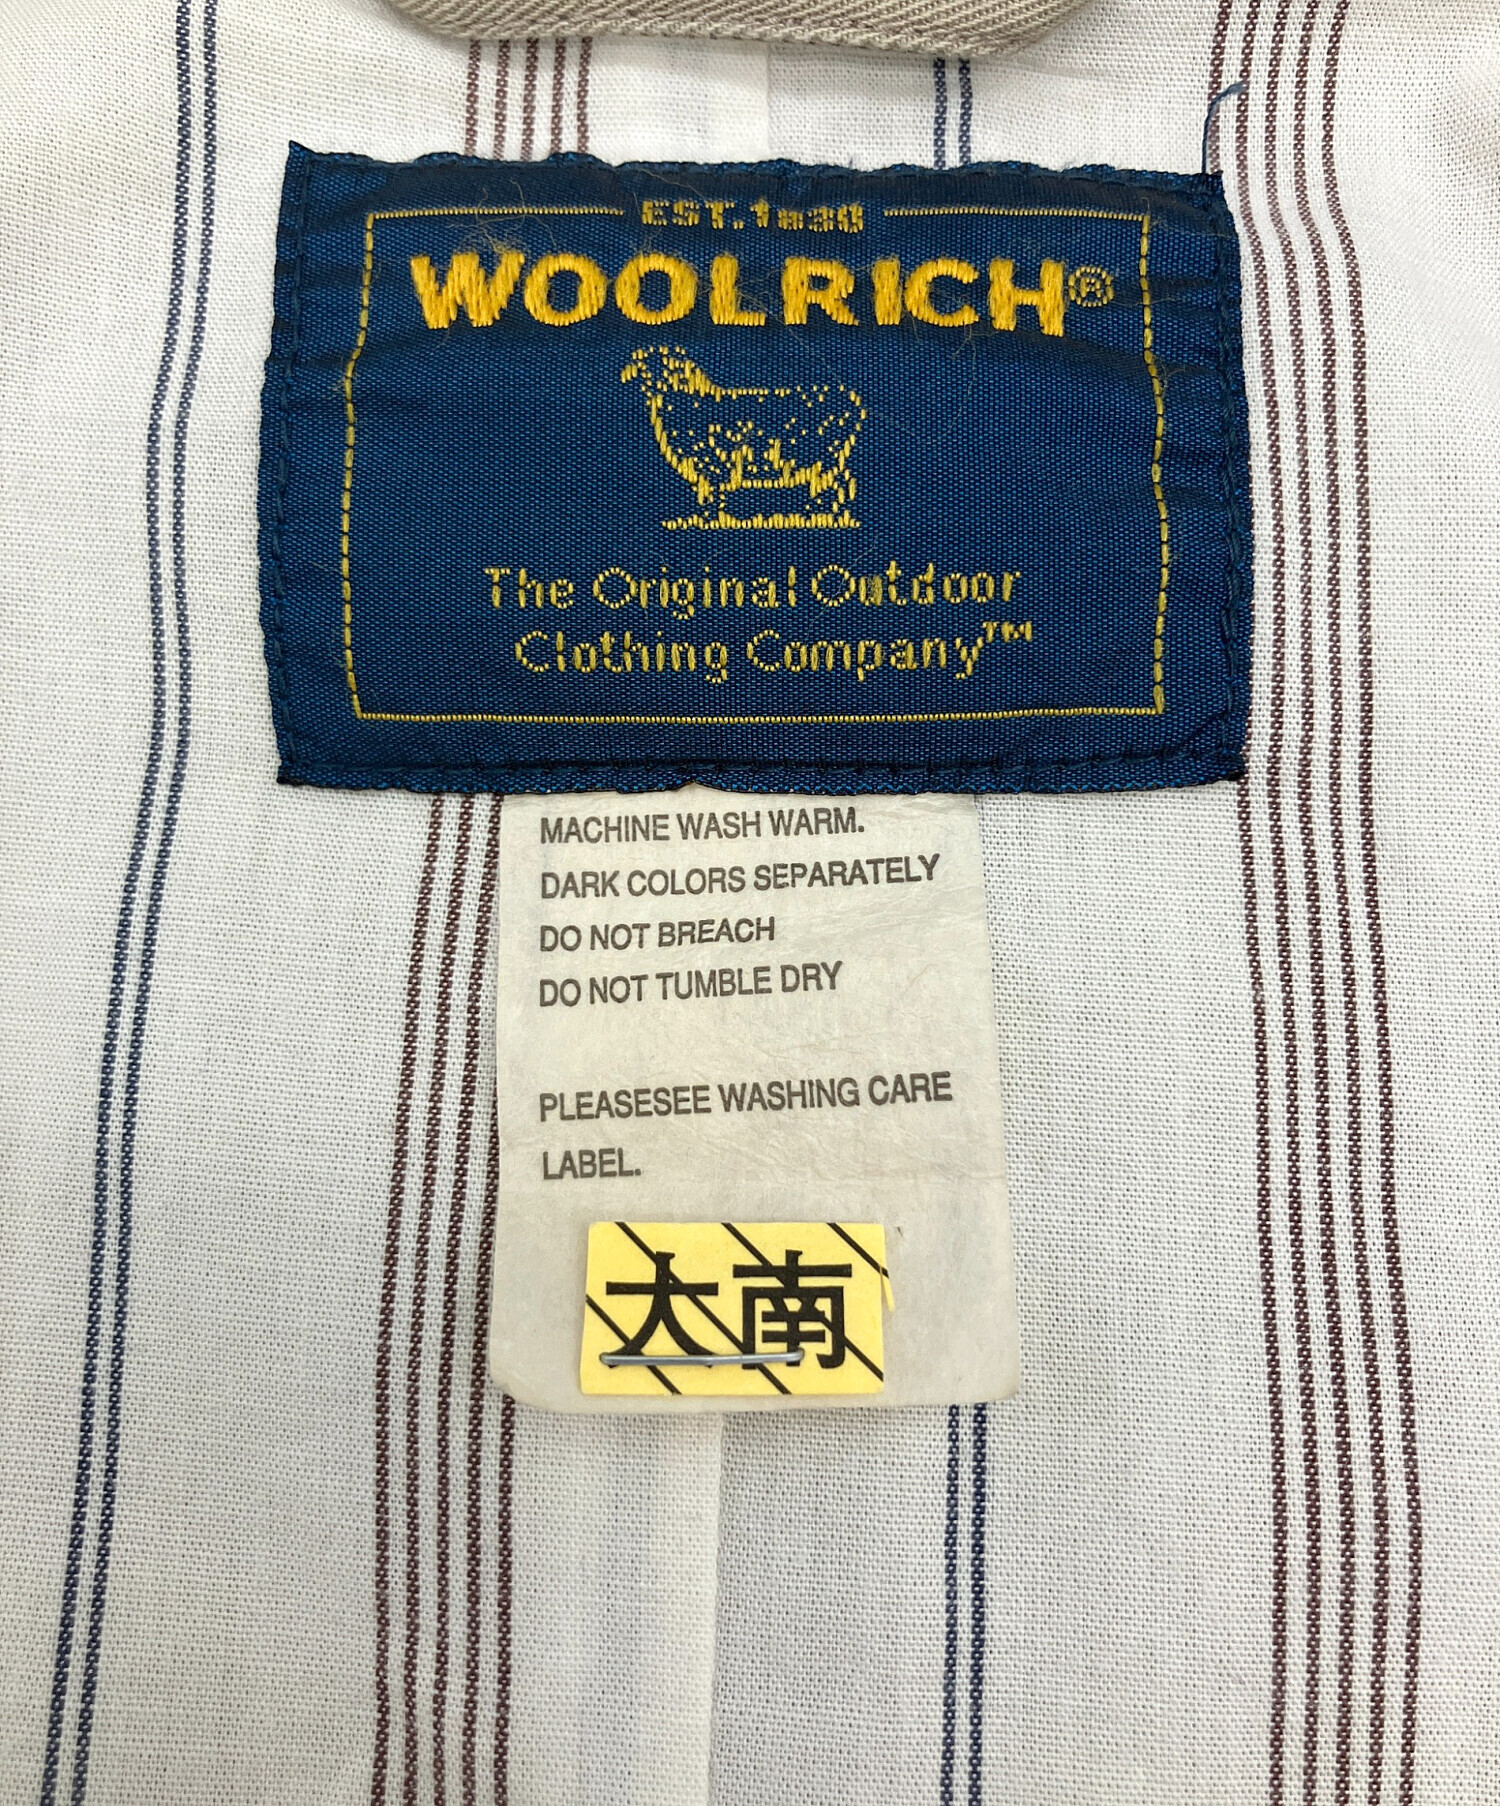 EST. 1830
WOOLRICH®
The Original Outdoor
Clothing Company™
MACHINE WASH WARM.
DARK COLORS SEPARATELY
DO NOT BREACH
DO NOT TUMBLE DRY
PLEASESEE WASHING CARE
LABEL.
大南